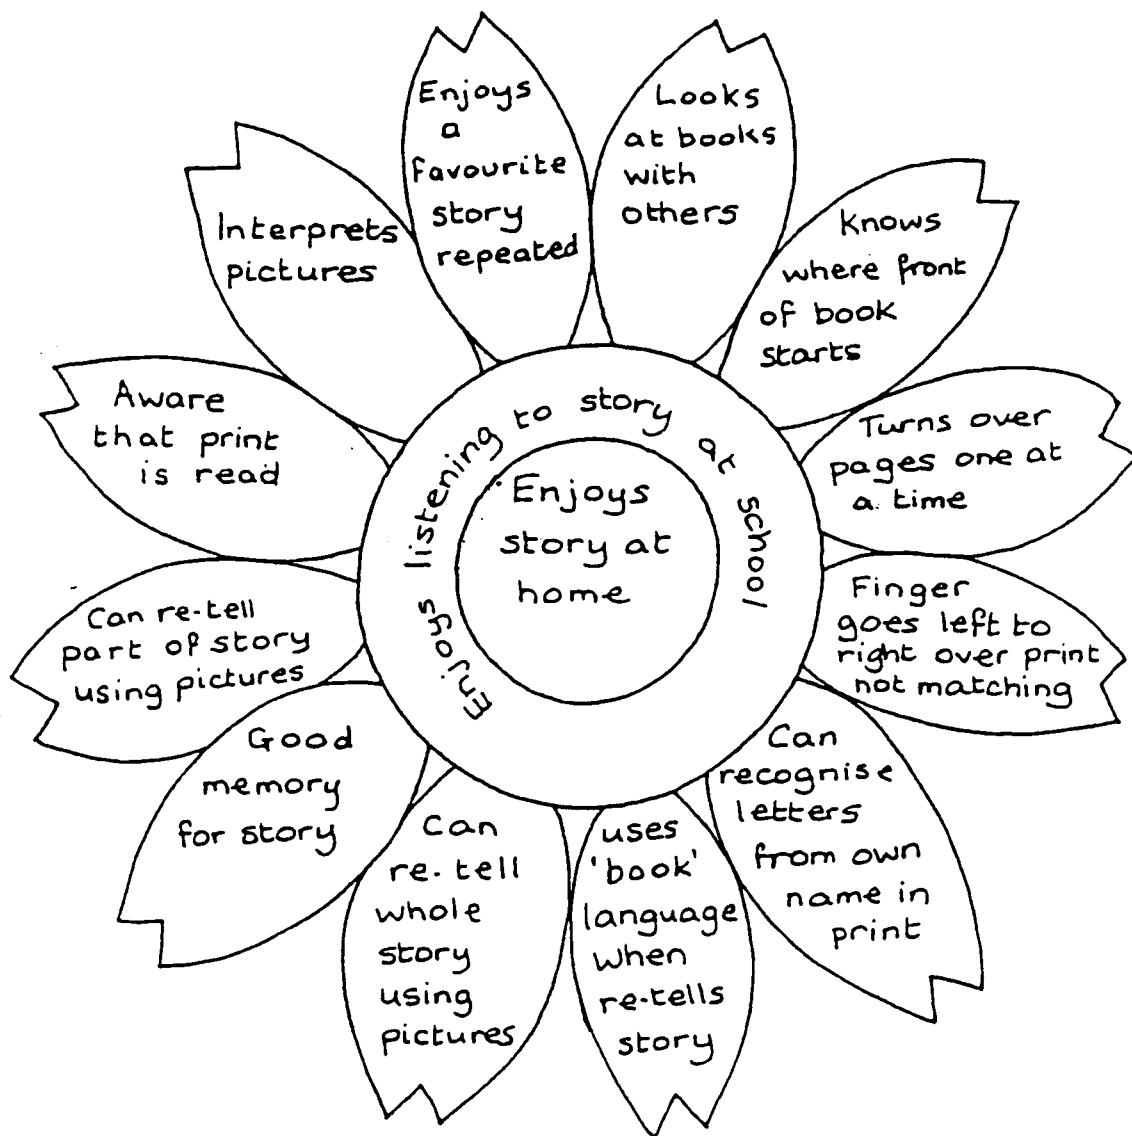 Enjoys
story at
home
Enjoys listening to story at school
Enjoys
a
favourite
story
repeated
Looks
at books
with
others
Knows
where front
of book
starts
Turns over
pages one at
a time
Finger
goes left to
right over print
not matching
Can
recognise
letters
from own
name in
print
uses
'book'
language
when
re-tells
story
Can
re-tell
whole
story
using
pictures
Good
memory
for story
Can re-tell
part of story
using pictures
Aware
that print
is read
Interprets
pictures